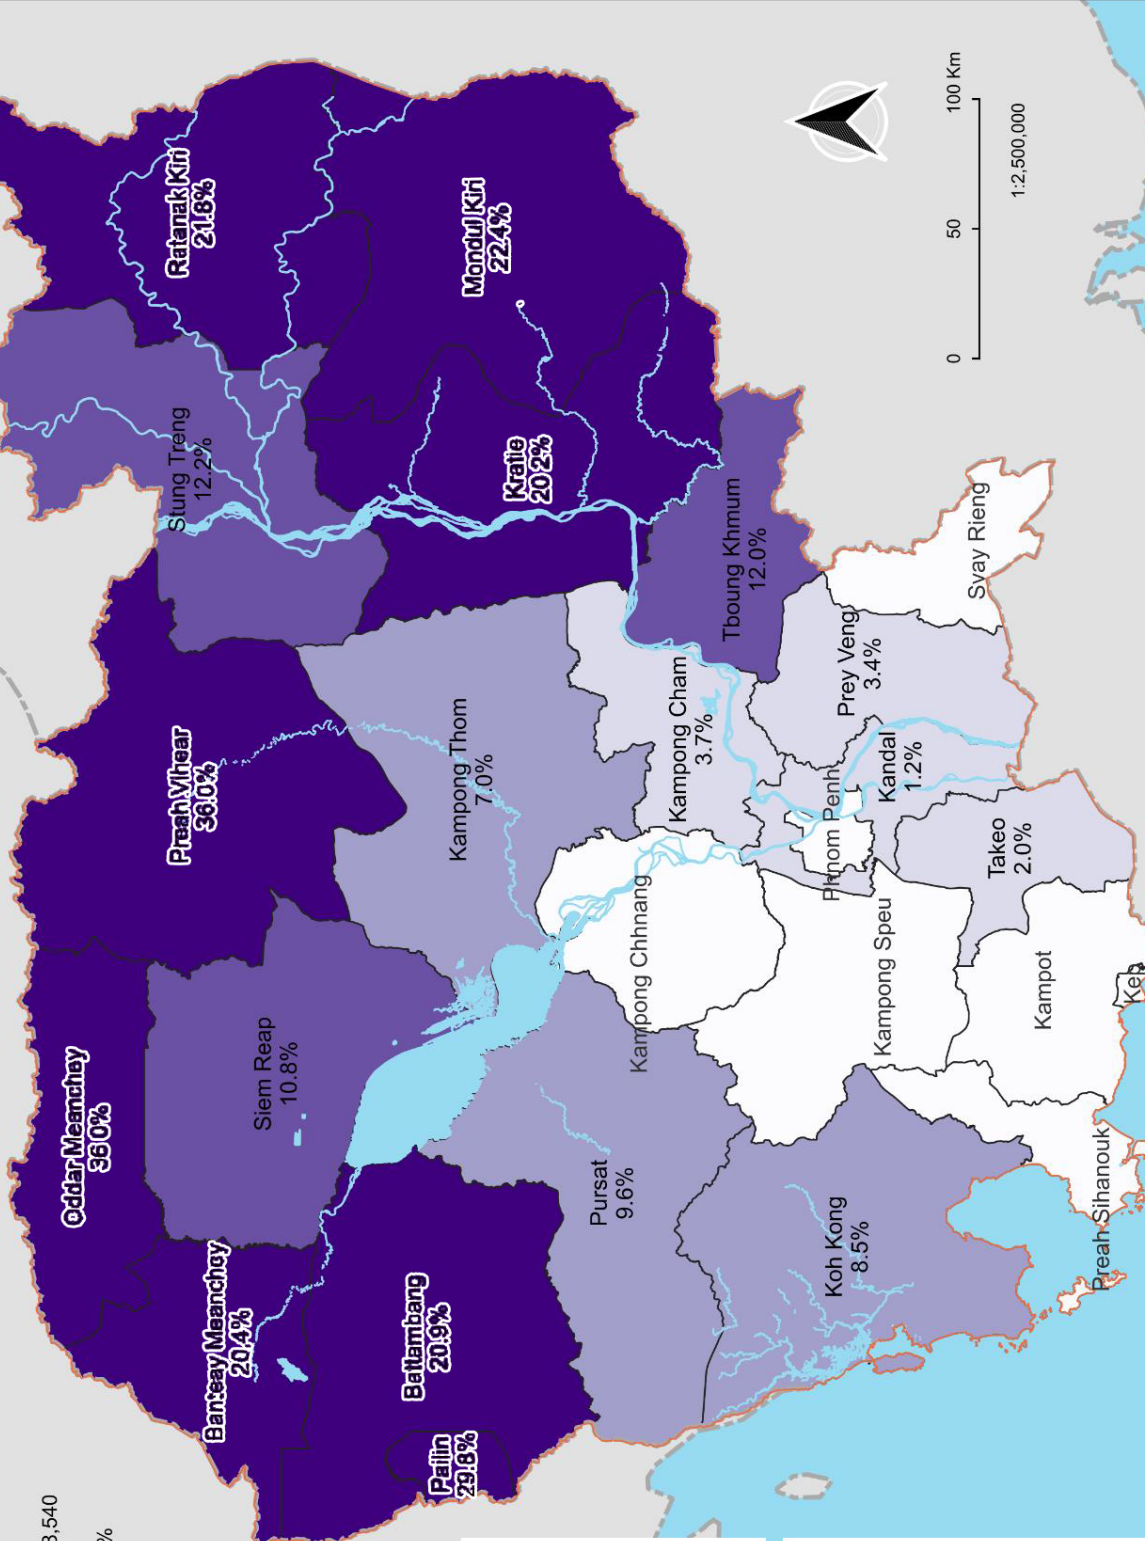 3,540
%
Oddar Meanchey
36.0%
Preah Vihear
36.0%
Stung Treng
12.2%
Ratanak Kiri
21.8%
Banteay Meanchey
20.4%
Siem Reap
10.8%
Battambang
20.9%
Pailin
29.8%
Kampong Thom
7.0%
Kratie
20.2%
Mondul Kiri
22.4%
Pursat
9.6%
Kampong Chhnang
Kampong Cham
3.7%
Tboung Khmum
12.0%
Koh Kong
8.5%
Kampong Speu
Phnom Penh
Kandal
1.2%
Prey Veng
3.4%
Svay Rieng
Takeo
2.0%
Kampot
Kep
Preah Sihanouk
0 50 100 Km
1:2,500,000